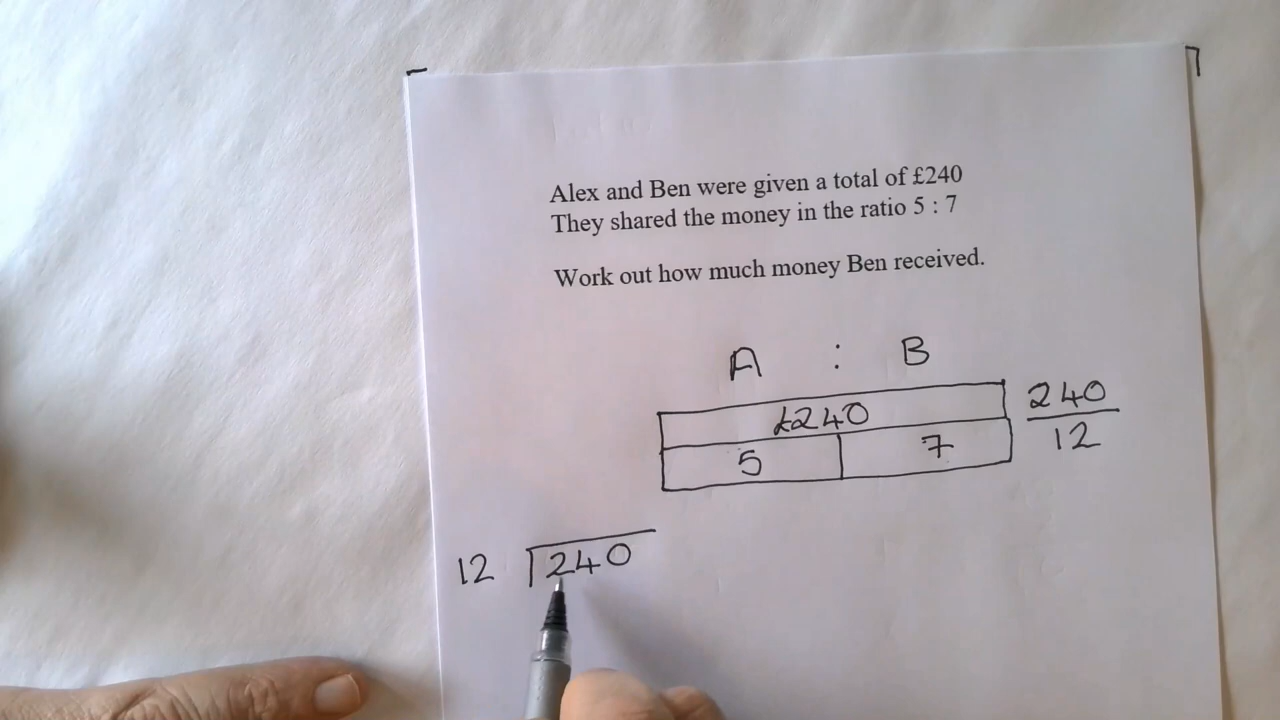 Alex and Ben were given a total of £240
They shared the money in the ratio 5 : 7
Work out how much money Ben received.
A : B
£240
5 7
240
12
12 240